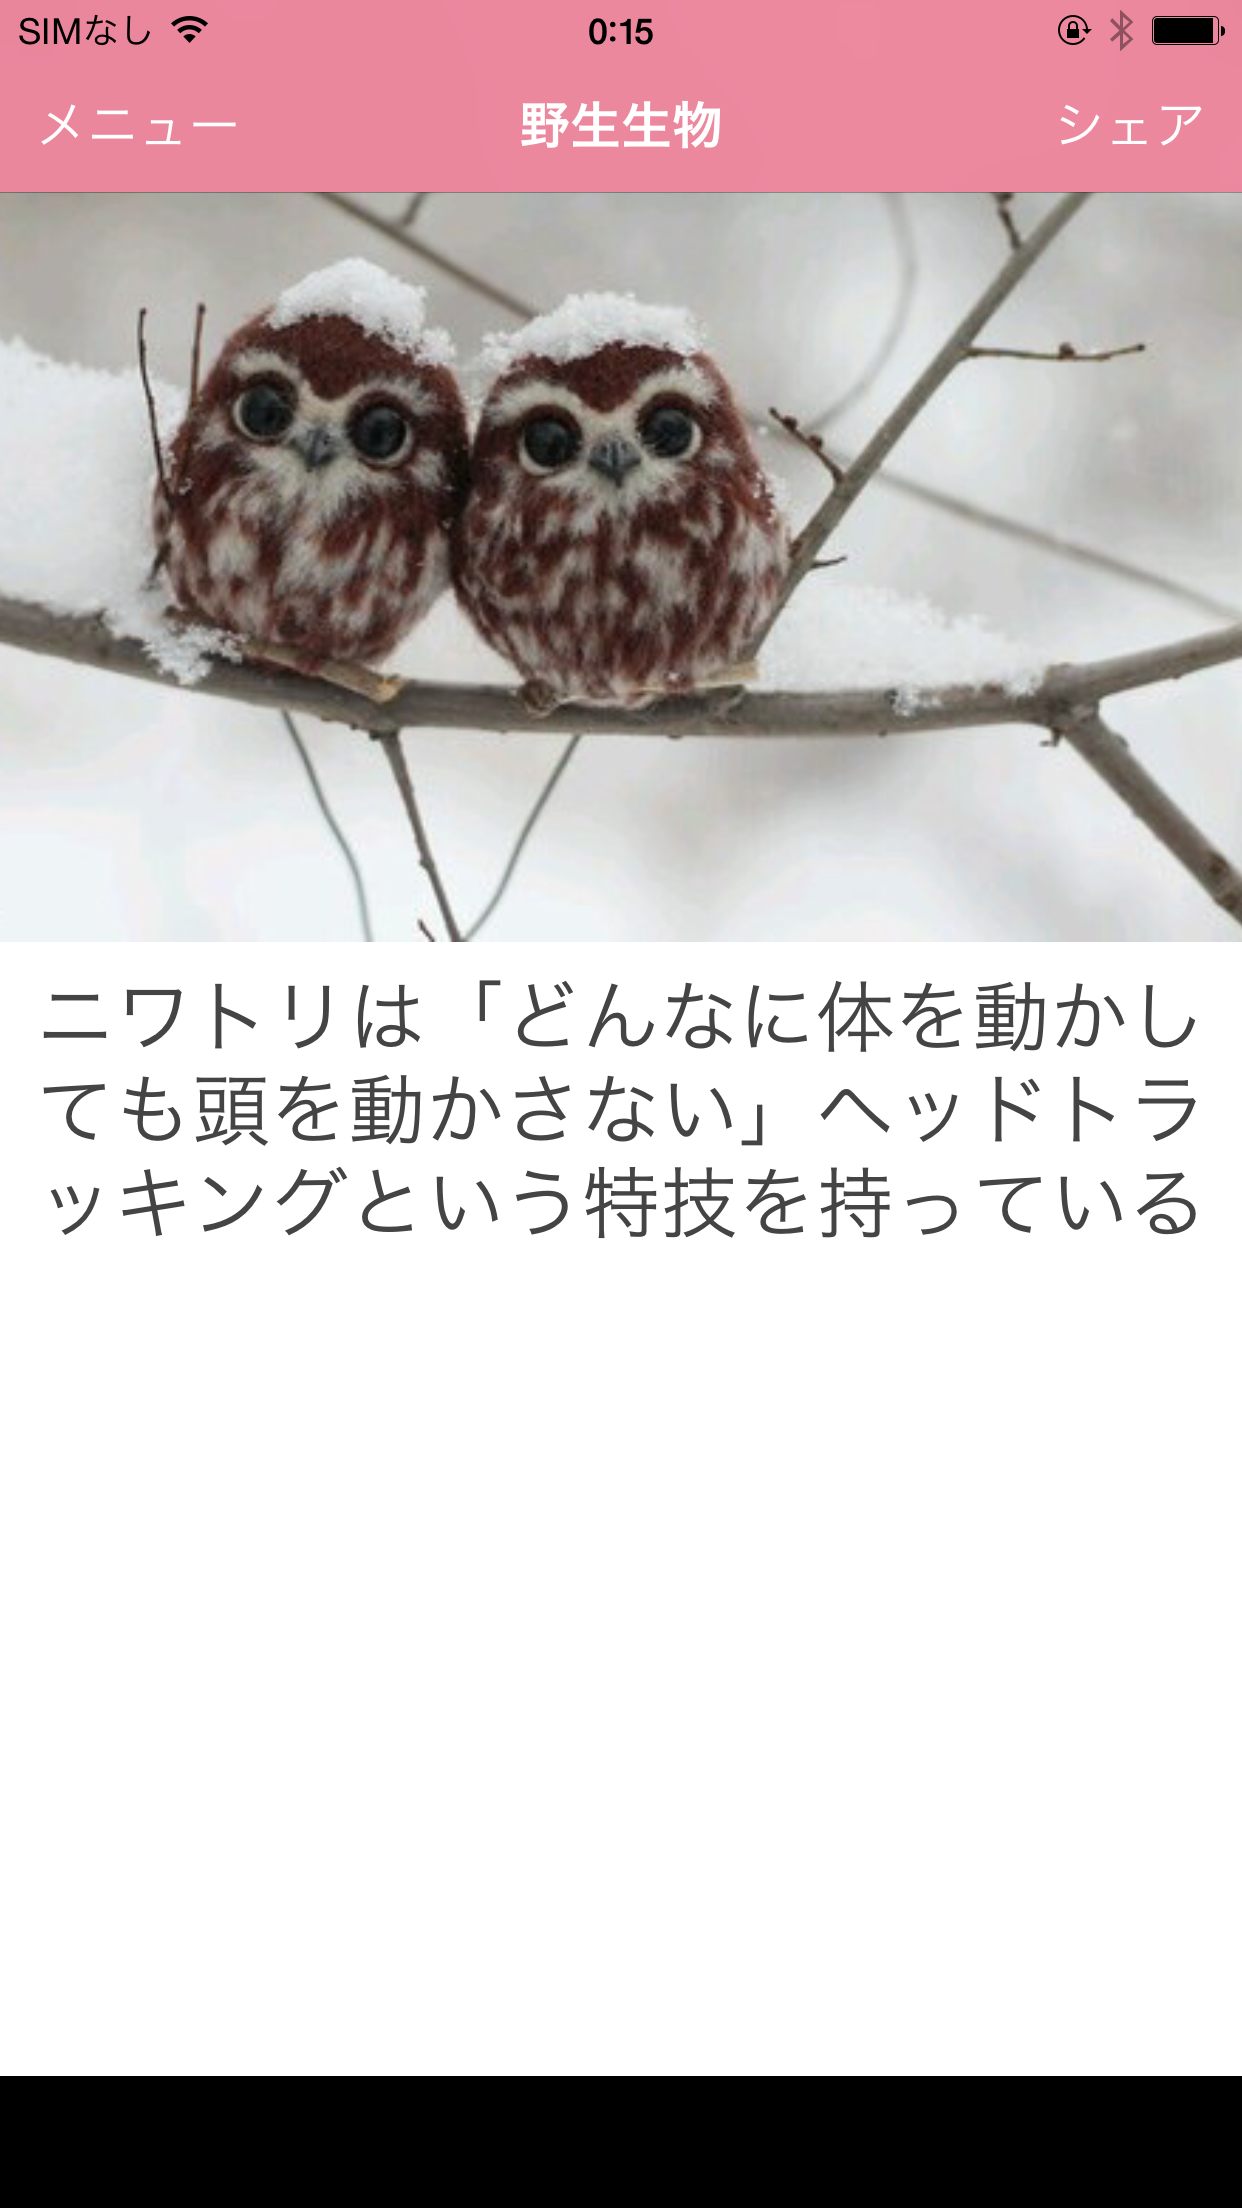 SIMなし 0:15
メニュー 野生生物 シェア
ニワトリは「どんなに体を動かし
ても頭を動かさない」ヘッドトラ
ッキングという特技を持っている